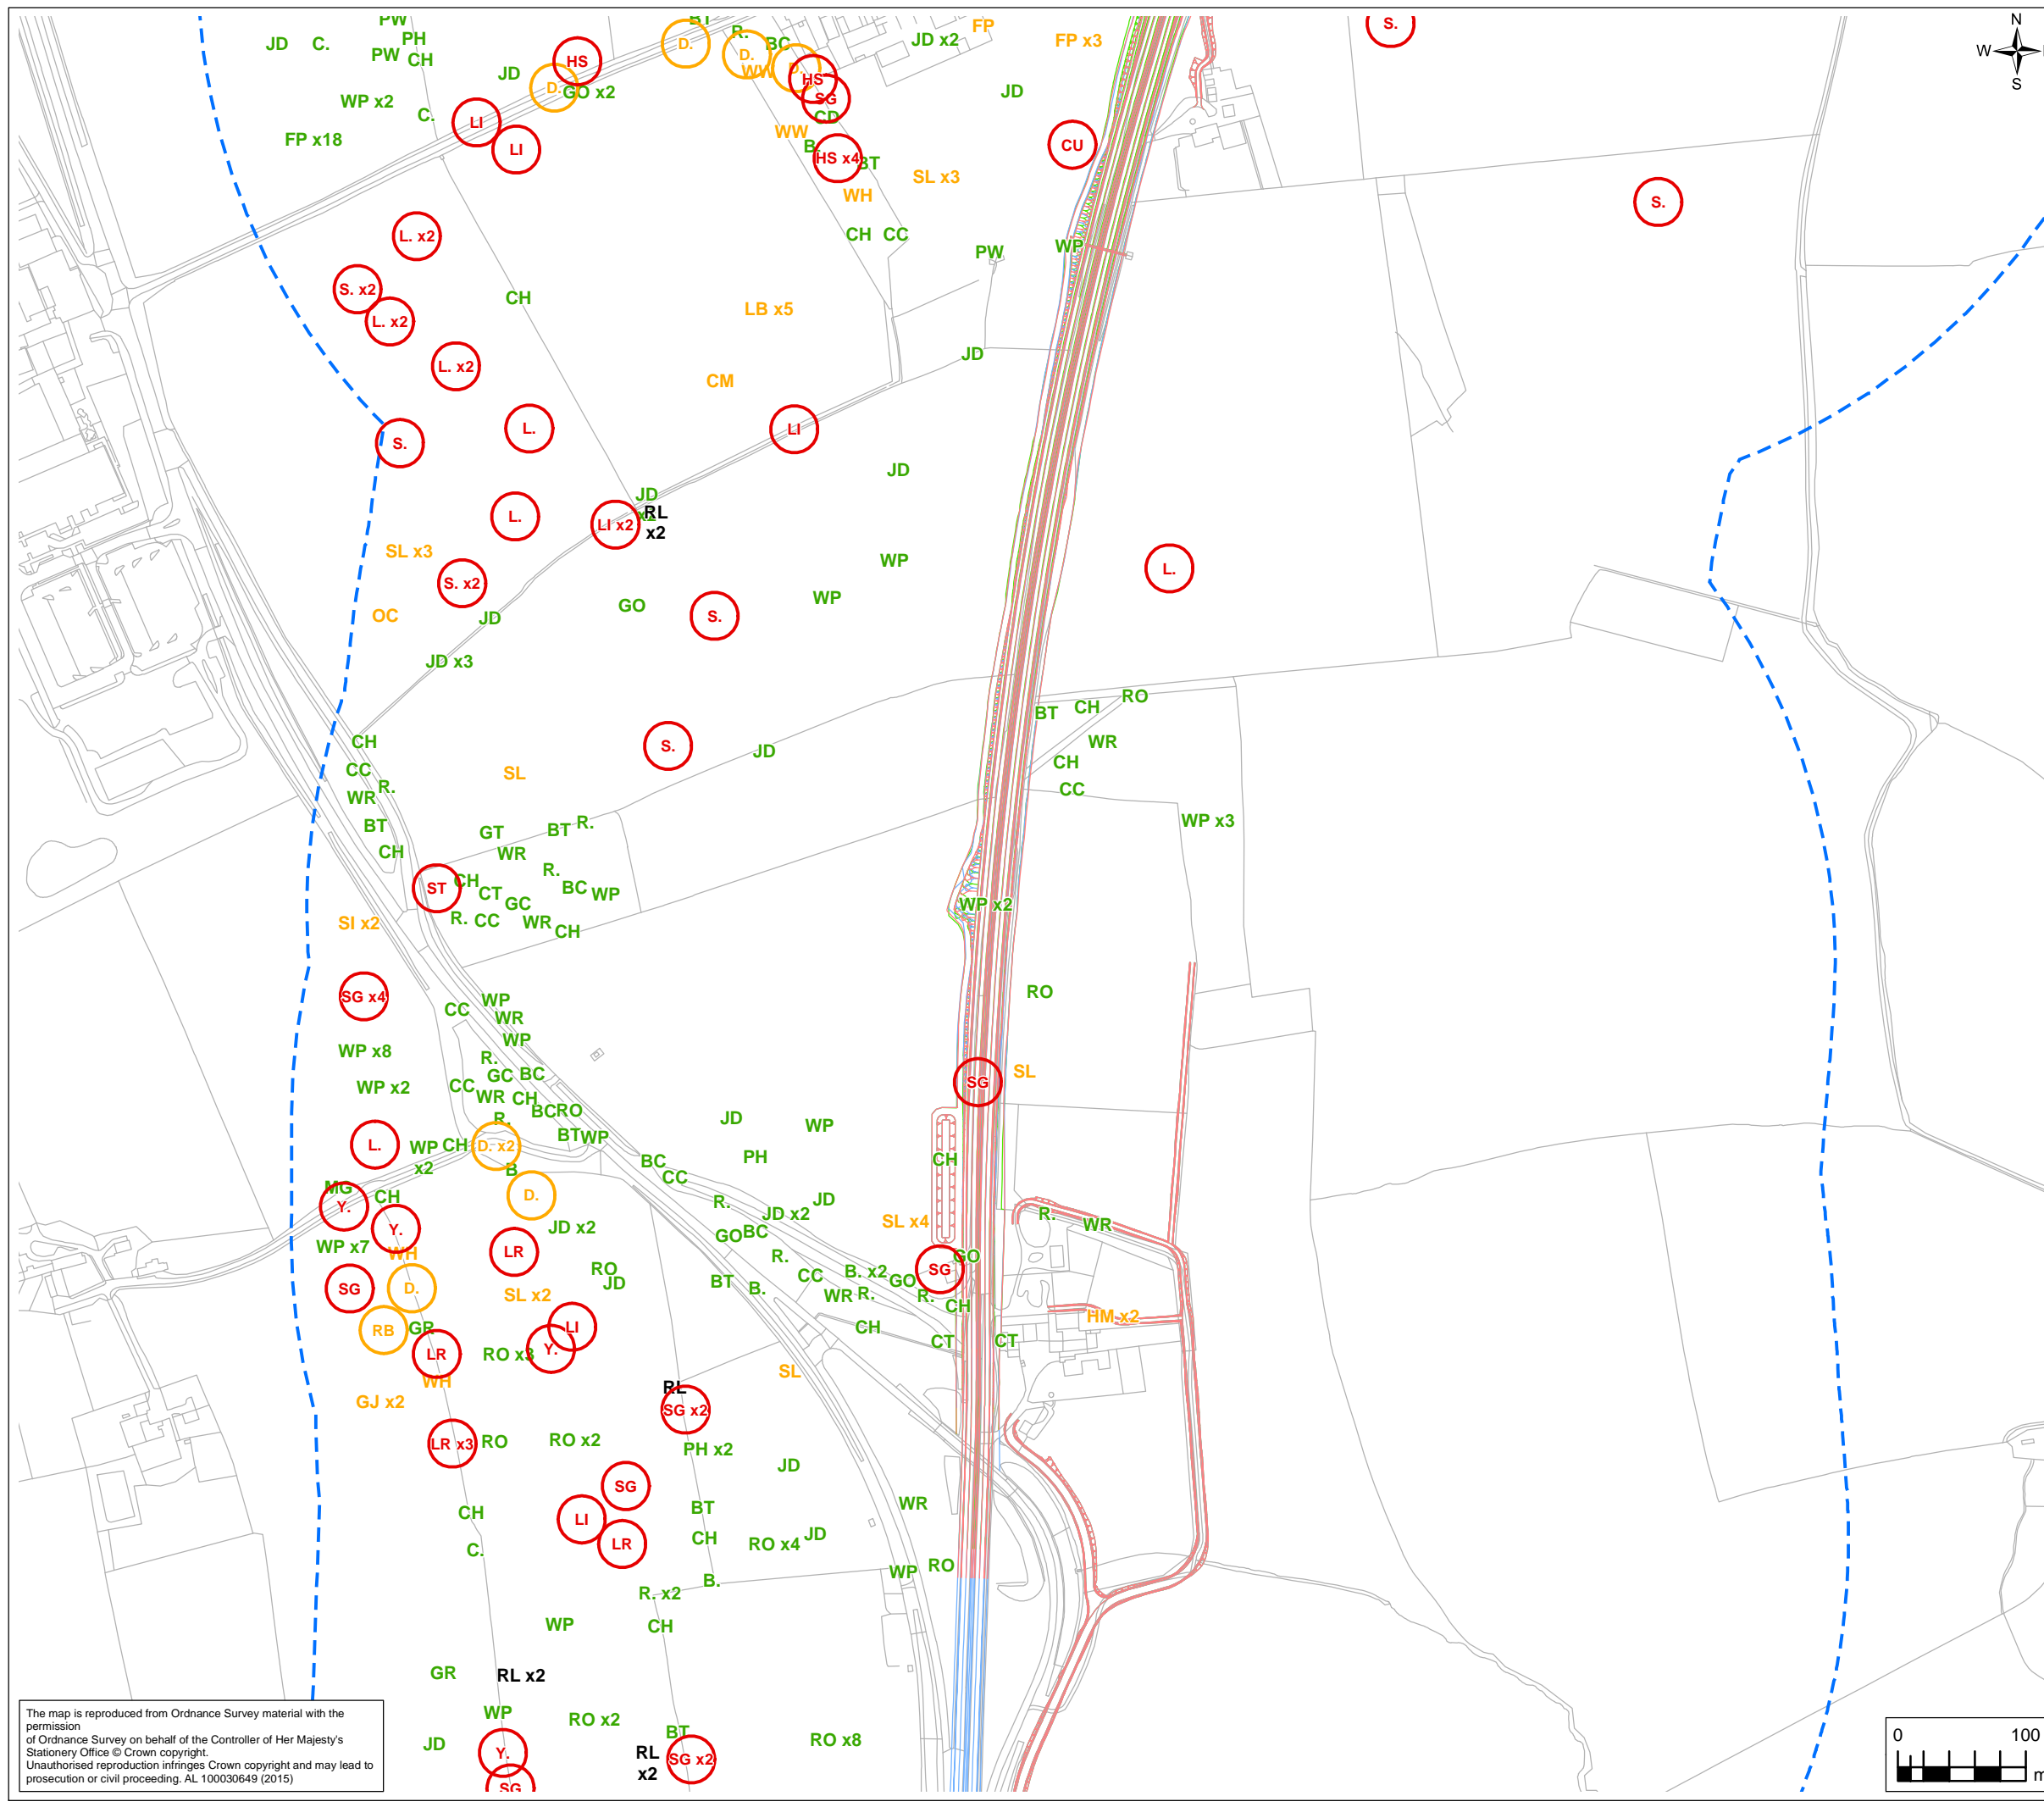 PW
BT
R.
FP
S.
N
JD
C.
PH
D.
D.
BC
JD x2
FP x3
W
PW
CH
HS
D.
S
JD
WW
HS
D.
GO x2
JD
WP x2
SG
C.
CD
LI
FP x18
WW
B.
CU
LI
HS x4
BT
SL x3
WH
S.
L. x2
CH
CC
PW
WP
S. x2
CH
LB x5
L. x2
JD
L. x2
CM
S.
L.
LI
JD
JD
x2
L.
LI x2
RL
x2
SL x3
WP
L.
S. x2
WP
GO
OC
JD
S.
JD x3
RO
CH
BT
CH
S.
JD
WR
CC
SL
CH
R.
CC
WR
BT
GT
BT
R.
WP x3
CH
WR
R.
ST
CH
CT
BC
WP
GC
WP x2
SI x2
R.
CC
WR
CH
SG x4
CC
WP
RO
WR
WP
WP x8
R.
GC
BC
SG
SL
WP x2
CC
WR
CH
BC
RO
R.
JD
WP
L.
WP
x2
CH
D. x2
BT
WP
PH
BC
CH
B.
CC
MG
Y.
CH
D.
R.
JD
Y.
JD x2
JD x2
SL x4
R.
WR
WP x7
WH
LR
GO
BC
R.
GO
SG
D.
RO
JD
BT
B.
CC
B. x2
GO
SG
SL x2
WR
R.
R.
CH
RB
GR
LI
CH
CT
CT
HM x2
LR
RO x3
Y.
WH
SL
GJ x2
RL
SG x2
LR x3
RO
RO x2
PH x2
JD
SG
CH
LI
BT
WR
LR
CH
RO x4
JD
C.
WP
RO
R. x2
B.
WP
CH
GR
RL x2
WP
RO x2
BT
RO x8
JD
Y.
RL
x2
SG x2
SG
The map is reproduced from Ordnance Survey material with the
permission
of Ordnance Survey on behalf of the Controller of Her Majesty's
Stationery Office © Crown copyright.
Unauthorised reproduction infringes Crown copyright and may lead to
prosecution or civil proceeding. AL 100030649 (2015)
0
100
m